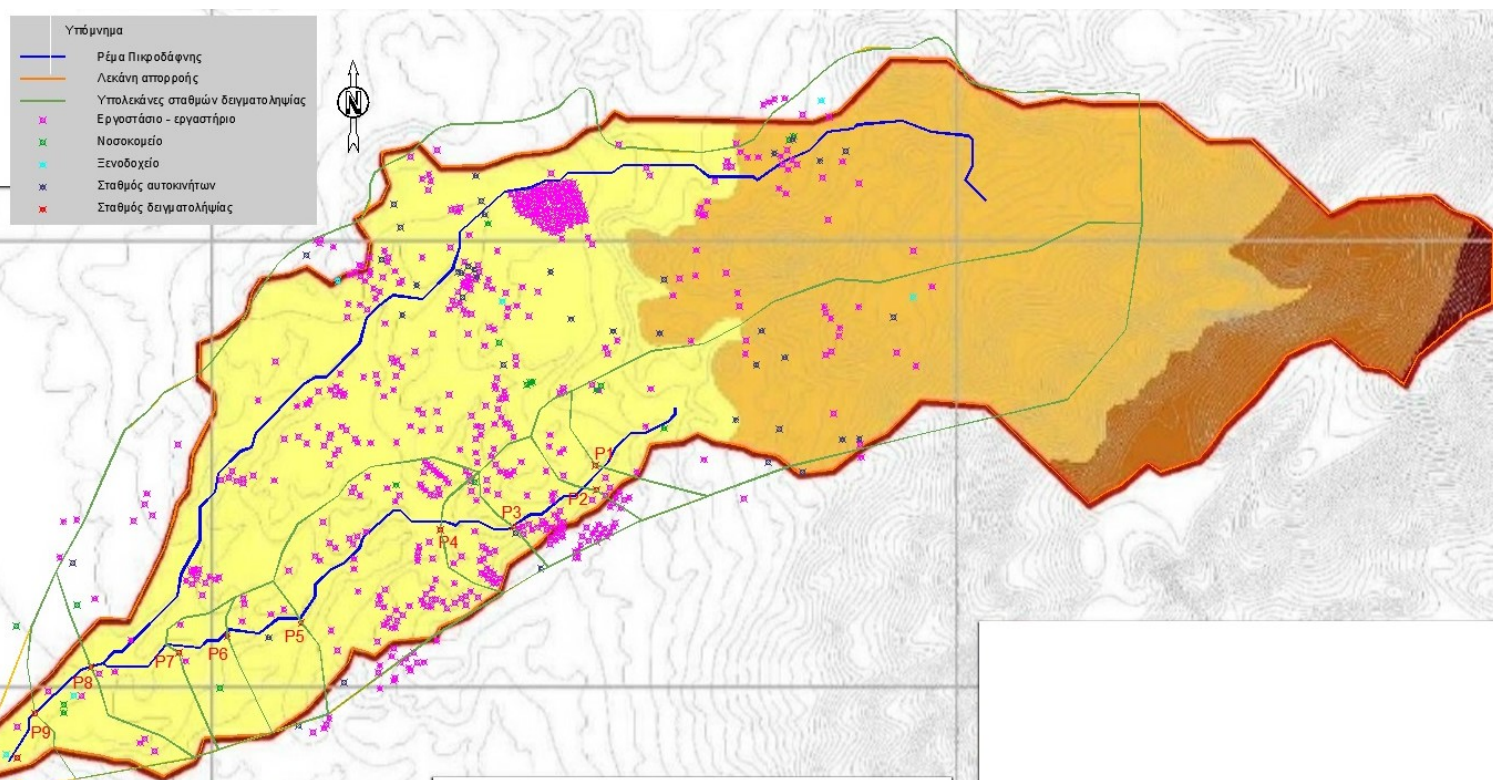 Υπόμνημα
Ρέμα Πικροδάφνης
Λεκάνη απορροής
Υπολεκάνες σταθμών δειγματοληψίας
Εργοστάσιο - εργαστήριο
Νοσοκομείο
Ξενοδοχείο
Σταθμός αυτοκινήτων
Σταθμός δειγματολήψίας
N
P1
P2
P3
P4
P5
P6
P7
P8
P9